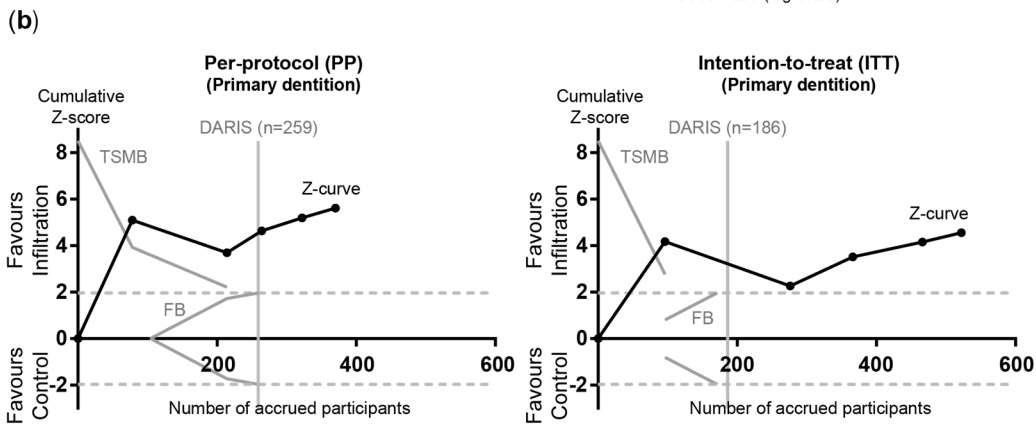 (b)
Per-protocol (PP)
(Primary dentition)
Cumulative
Z-score
DARIS (n=259)
TSMB
Z-curve
FB
8
6
4
2
0
-2
200
400
600
Favours
Infiltration
Favours
Control
Number of accrued participants
Intention-to-treat (ITT)
(Primary dentition)
Cumulative
Z-score
DARIS (n=186)
TSMB
Z-curve
FB
8
6
4
2
0
-2
200
400
600
Favours
Infiltration
Favours
Control
Number of accrued participants